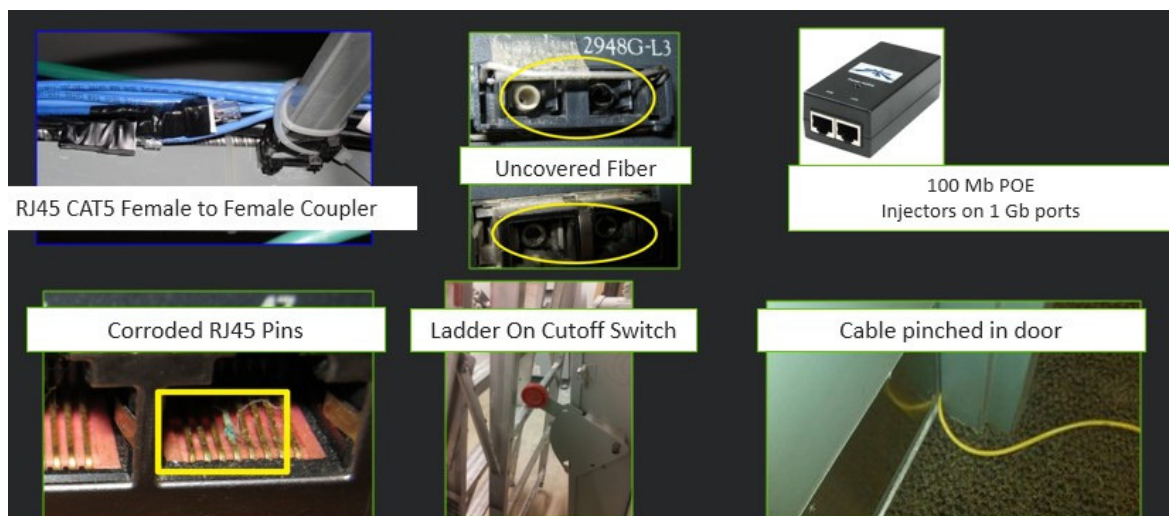 2948G-L3
RJ45 CAT5 Female to Female Coupler
Uncovered Fiber
100 Mb POE
Injectors on 1 Gb ports
Corroded RJ45 Pins
Ladder On Cutoff Switch
Cable pinched in door